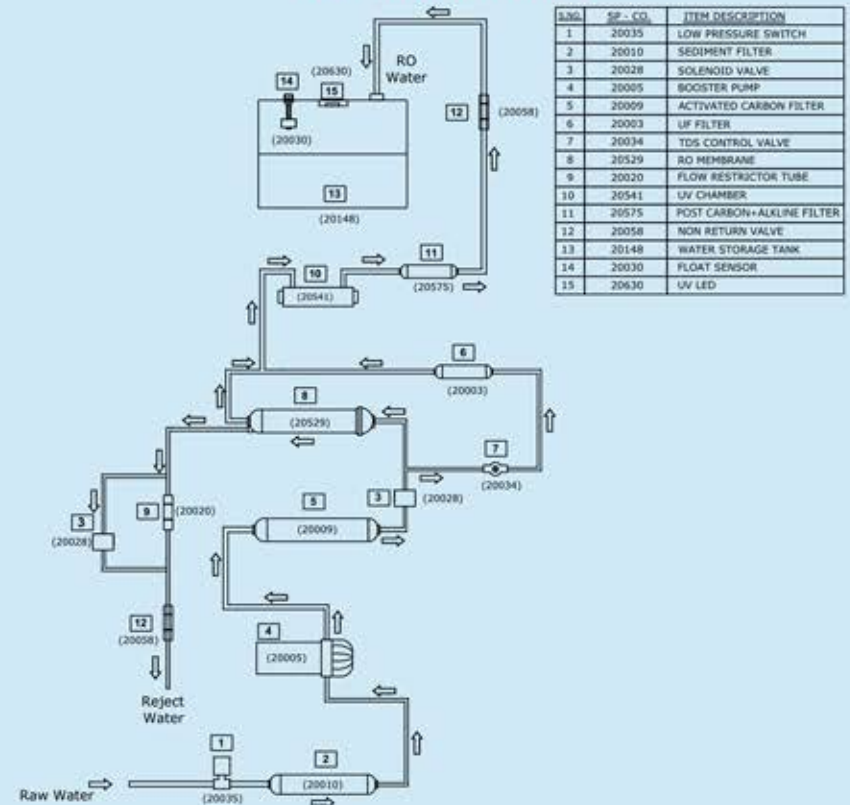 S.NO. SP - CO. ITEM DESCRIPTION
1 20035 LOW PRESSURE SWITCH
2 20010 SEDIMENT FILTER
3 20028 SOLENOID VALVE
4 20005 BOOSTER PUMP
5 20009 ACTIVATED CARBON FILTER
6 20003 UF FILTER
7 20034 TDS CONTROL VALVE
8 20529 RO MEMBRANE
9 20020 FLOW RESTRICTOR TUBE
10 20541 UV CHAMBER
11 20575 POST CARBON+ALKLINE FILTER
12 20058 NON RETURN VALVE
13 20148 WATER STORAGE TANK
14 20030 FLOAT SENSOR
15 20630 UV LED
RO
Water
(20630)
14
15
(20030)
12
(20058)
13
(20148)
11
10
(20575)
(20541)
6
(20003)
8
(20529)
7
(20034)
3
(20028)
5
(20009)
9
(20020)
3
(20028)
12
(20058)
4
(20005)
Reject
Water
1
2
(20010)
Raw Water
(20035)